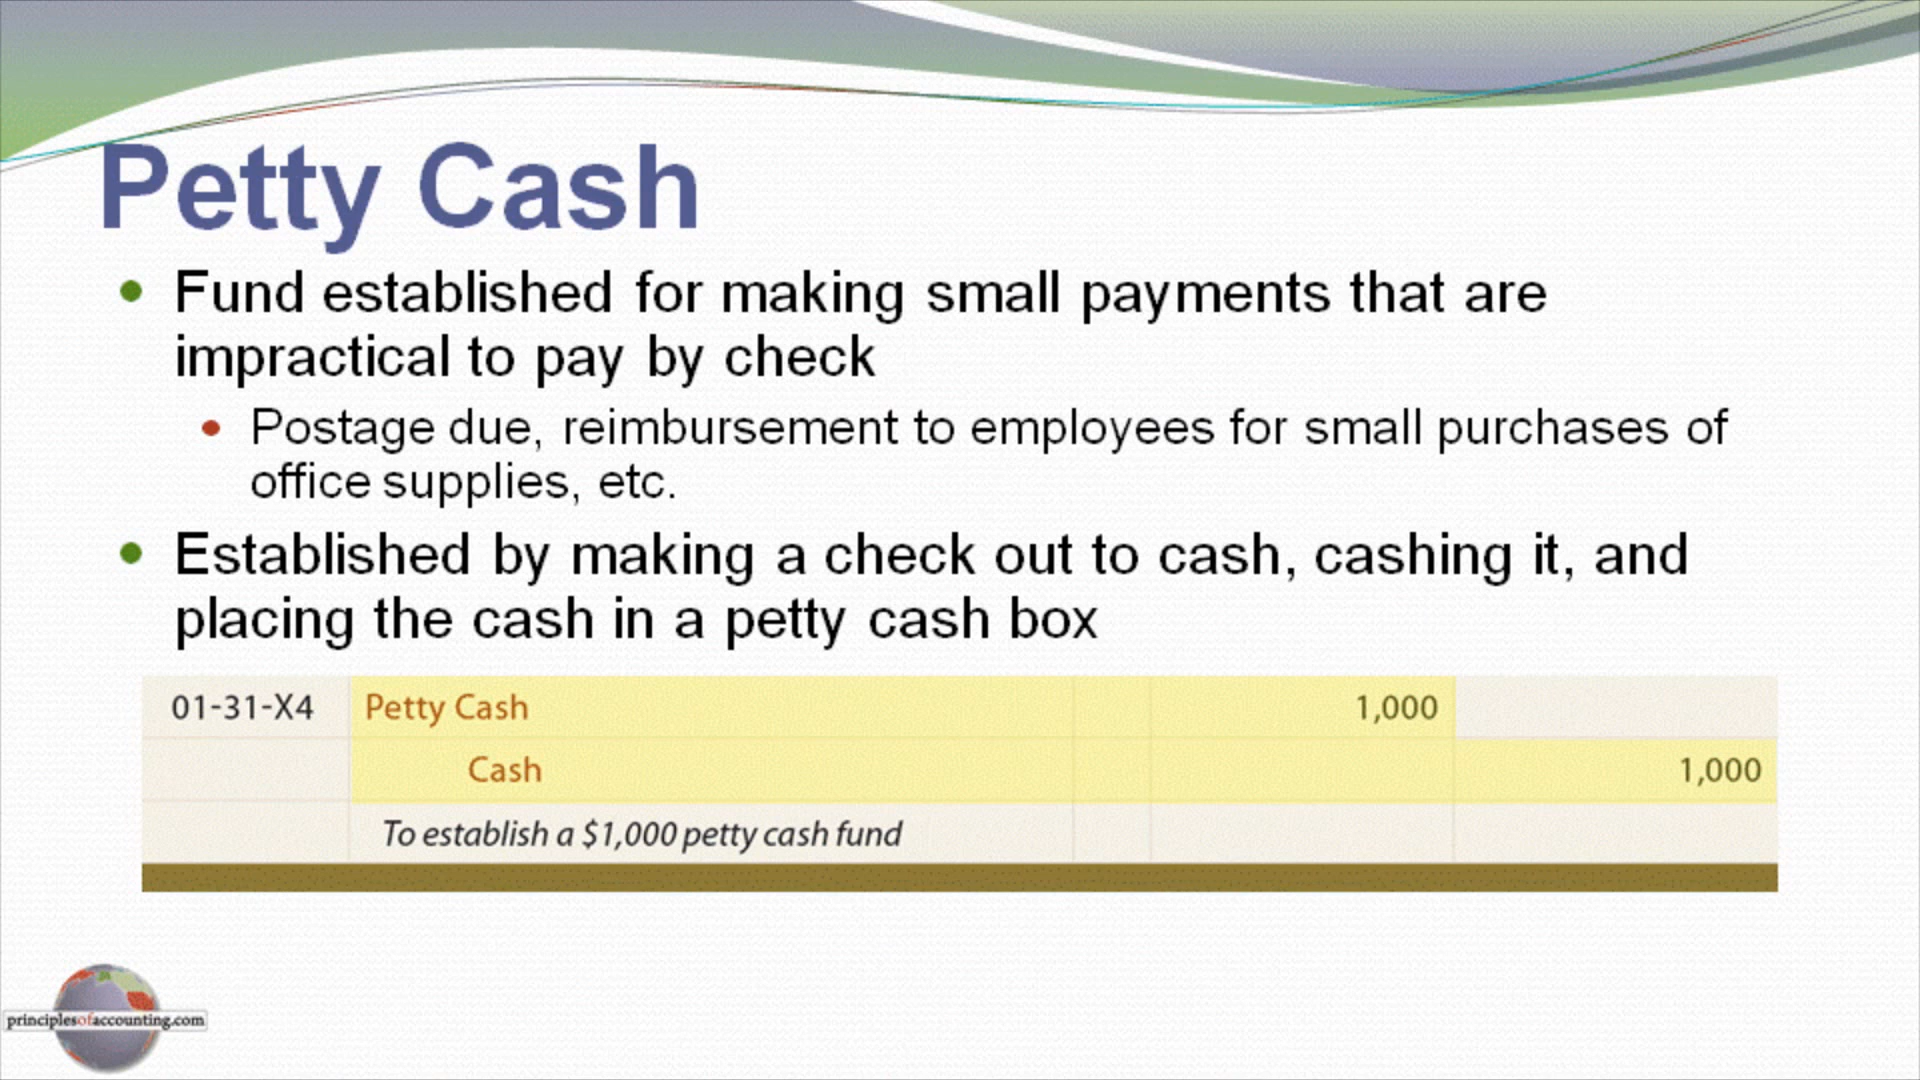 Petty Cash
Fund established for making small payments that are
impractical to pay by check
Postage due, reimbursement to employees for small purchases of
office supplies, etc.
Established by making a check out to cash, cashing it, and
placing the cash in a petty cash box
01-31-X4 Petty Cash 1,000
Cash 1,000
To establish a $1,000 petty cash fund
principlesofaccounting.com